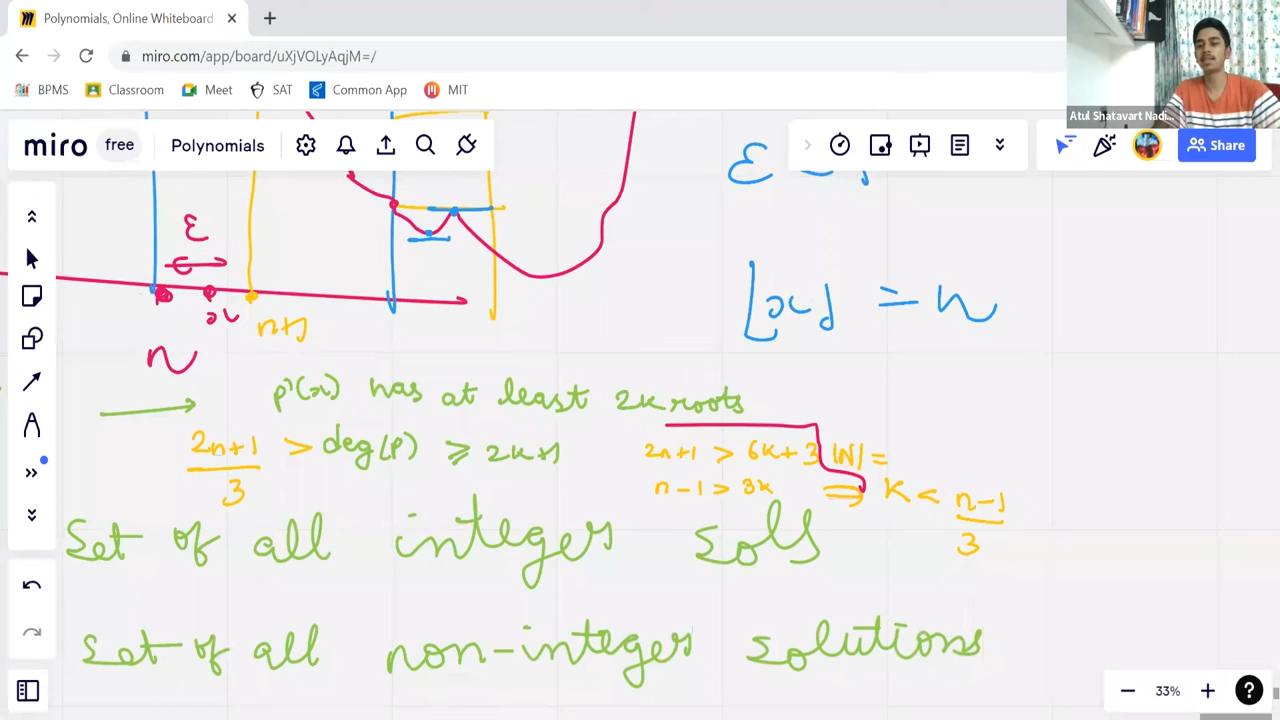 Polynomials, Online Whiteboard
miro.com/app/board/uXjVOLyAqjM=/
BPMS Classroom Meet SAT Common App MIT
Atul Shatavart Nadi...
miro free Polynomials Share
ε
ε
⌊x⌋ = n
x
n+1
n
p'(x) has at least 2k roots
2n+1/3 > deg(p) ⩾ 2k+1
2n+1 > 6k+3 |N| =
n-1 > 3k ⇒ k < n-1/3
Set of all integer sols
Set of all non-integer solutions
33%